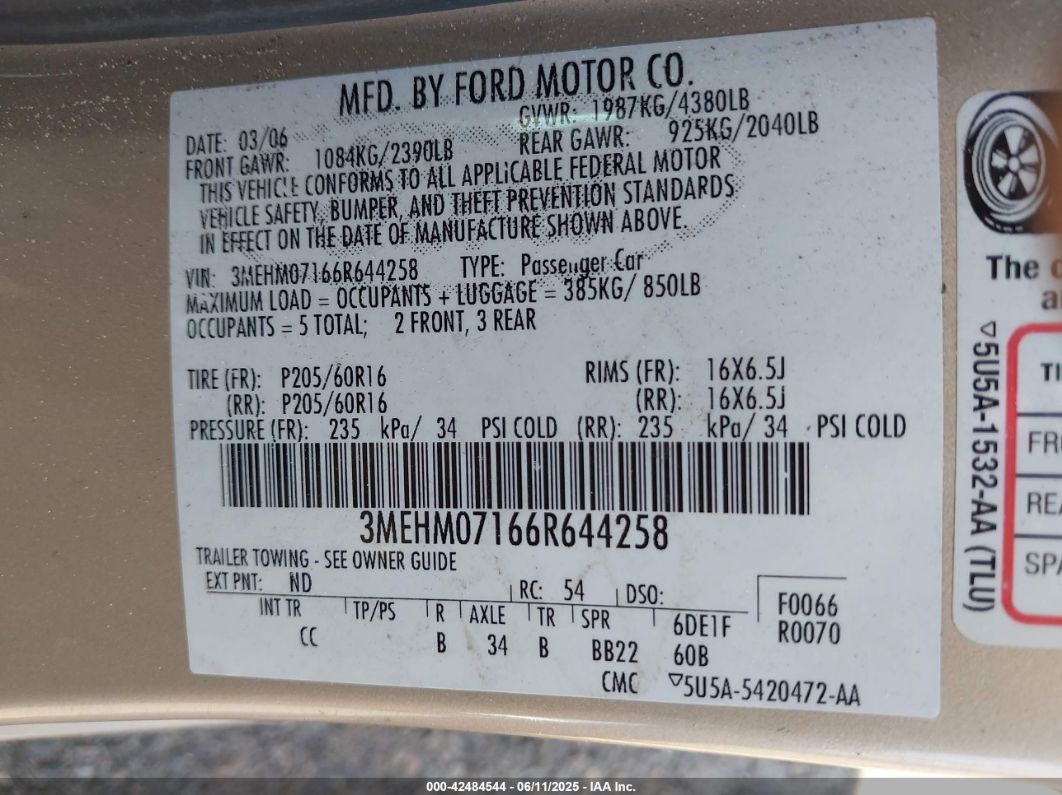 MFD. BY FORD MOTOR CO.
DATE: 03/06 GVWR: 1987KG/4380LB
FRONT GAWR: 1084KG/2390LB REAR GAWR: 925KG/2040LB
THIS VEHICLE CONFORMS TO ALL APPLICABLE FEDERAL MOTOR
VEHICLE SAFETY, BUMPER, AND THEFT PREVENTION STANDARDS
IN EFFECT ON THE DATE OF MANUFACTURE SHOWN ABOVE.
VIN: 3MEHM07166R644258 TYPE: Passenger Car
MAXIMUM LOAD = OCCUPANTS + LUGGAGE = 385KG/ 850LB
OCCUPANTS = 5 TOTAL; 2 FRONT, 3 REAR
TIRE (FR): P205/60R16 RIMS (FR): 16X6.5J
(RR): P205/60R16 (RR): 16X6.5J
PRESSURE (FR): 235 kPa/ 34 PSI COLD (RR): 235 kPa/ 34 PSI COLD
3MEHM07166R644258
TRAILER TOWING - SEE OWNER GUIDE
EXT PNT: ND RC: 54 DSO:
INT TR TP/PS R AXLE TR SPR 6DE1F F0066
CC B 34 B BB22 60B R0070
CMC ▽5U5A-5420472-AA
The
▽5U5A-1532-AA (TLU)
000-42484544 - 06/11/2025 - IAA Inc.